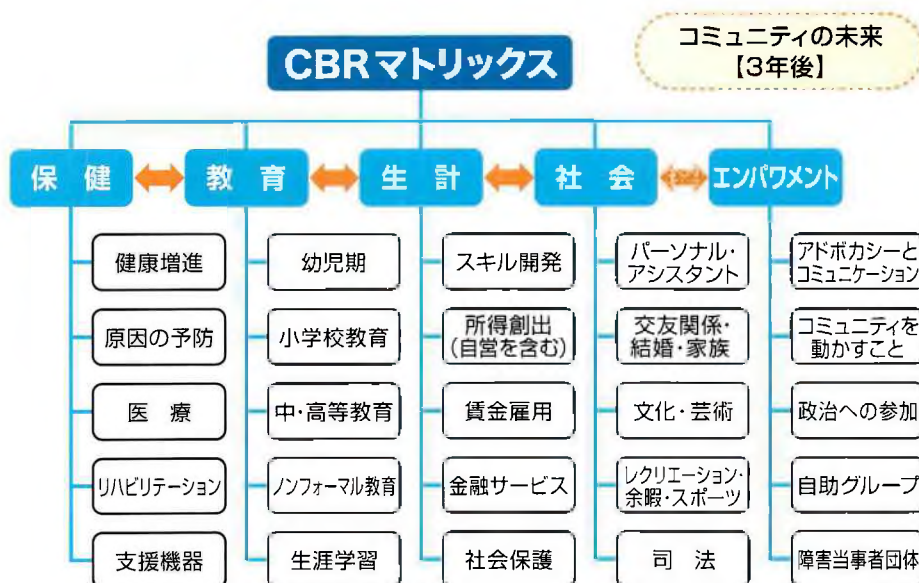 コミュニティの未来
【3年後】
CBRマトリックス
保健
教育
生計
社会
エンパワメント
健康増進
原因の予防
医療
リハビリテーション
支援機器
幼児期
小学校教育
中・高等教育
ノンフォーマル教育
生涯学習
スキル開発
所得創出
(自営を含む)
賃金雇用
金融サービス
社会保護
パーソナル・
アシスタント
交友関係・
結婚・家族
文化・芸術
レクリエーション・
余暇・スポーツ
司法
アドボカシーと
コミュニケーション
コミュニティを
動かすこと
政治への参加
自助グループ
障害当事者団体